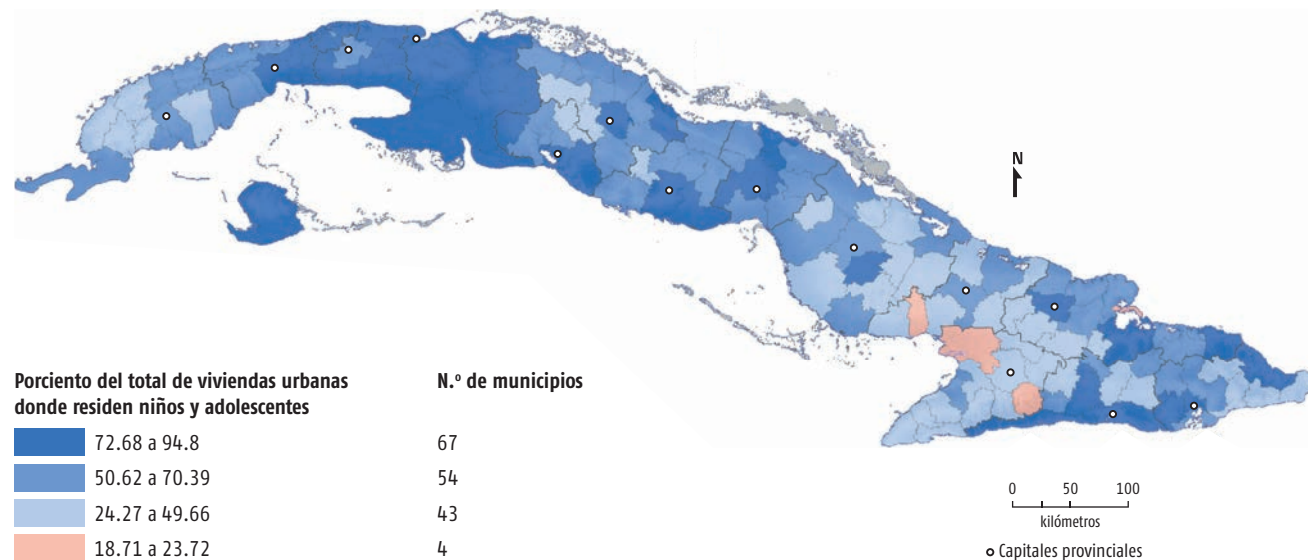 N
Porciento del total de viviendas urbanas
donde residen niños y adolescentes
N.º de municipios
72.68 a 94.8
67
50.62 a 70.39
54
24.27 a 49.66
43
18.71 a 23.72
4
0 50 100
kilómetros
Capitales provinciales